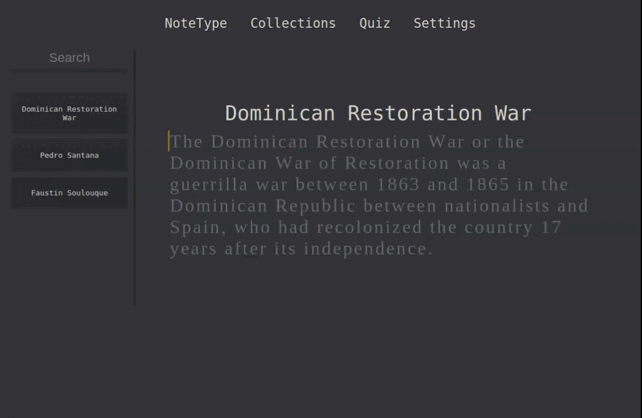 NoteType Collections Quiz Settings
Search
Dominican Restoration
War
Pedro Santana
Faustin Soulouque
Dominican Restoration War
The Dominican Restoration War or the
Dominican War of Restoration was a
guerrilla war between 1863 and 1865 in the
Dominican Republic between nationalists and
Spain, who had recolonized the country 17
years after its independence.